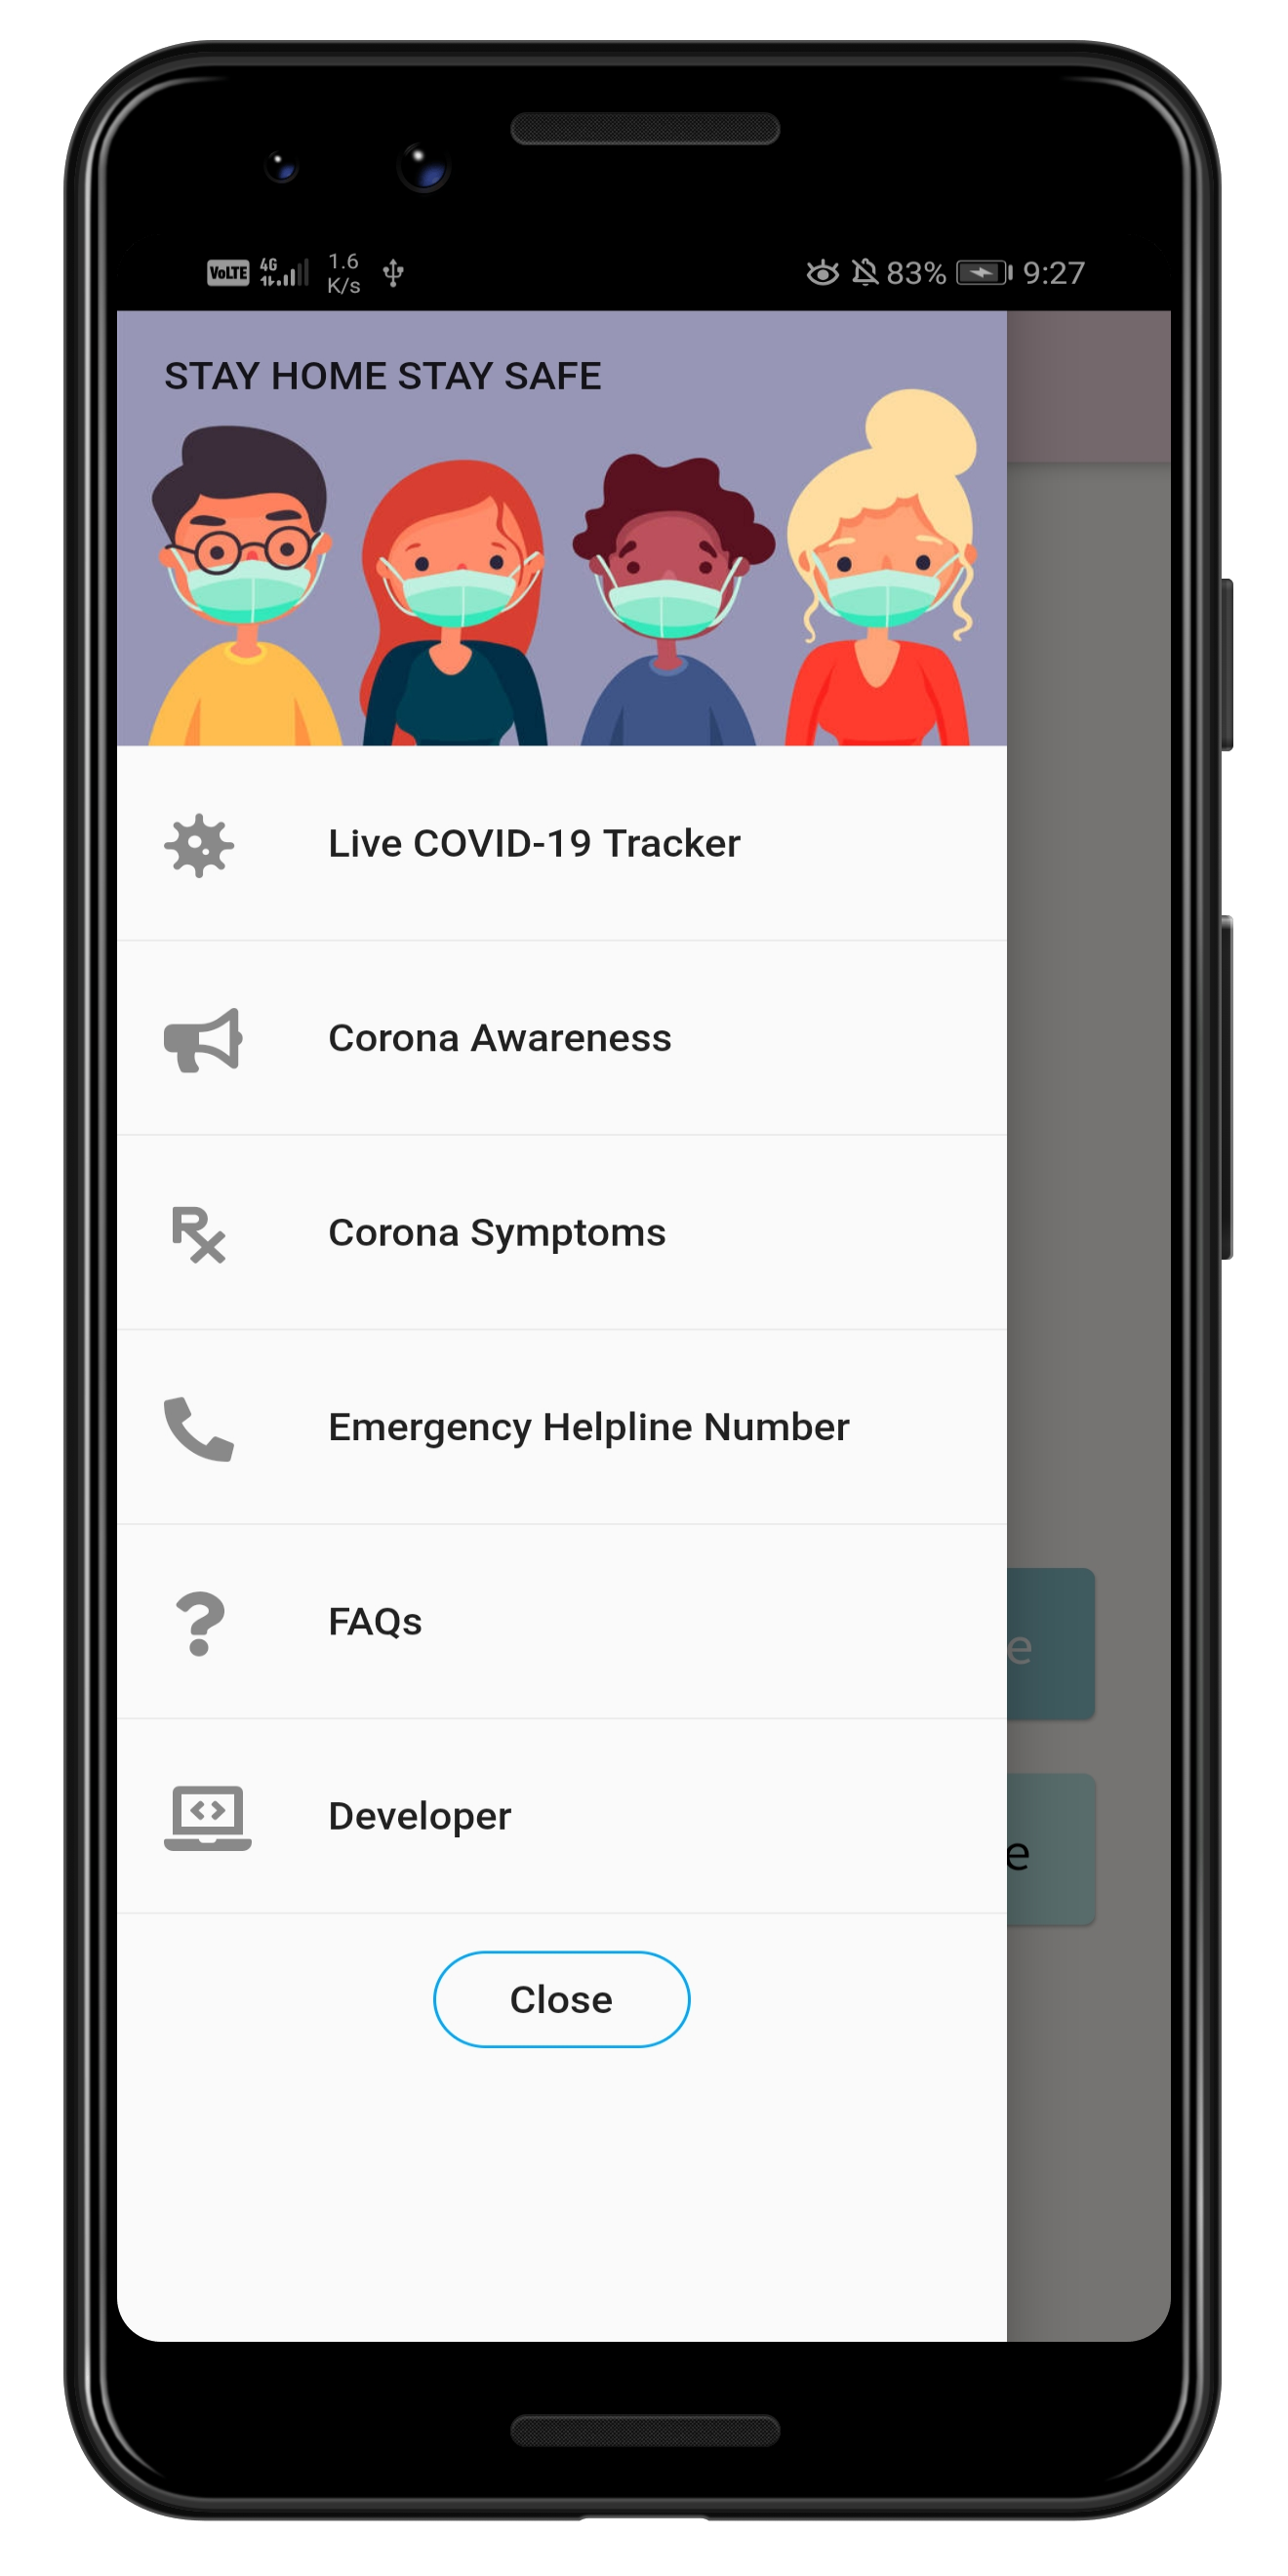 VoLTE 4G 1.6 K/s 83% 9:27
STAY HOME STAY SAFE
Live COVID-19 Tracker
Corona Awareness
Corona Symptoms
Emergency Helpline Number
FAQs
e
Developer
e
Close